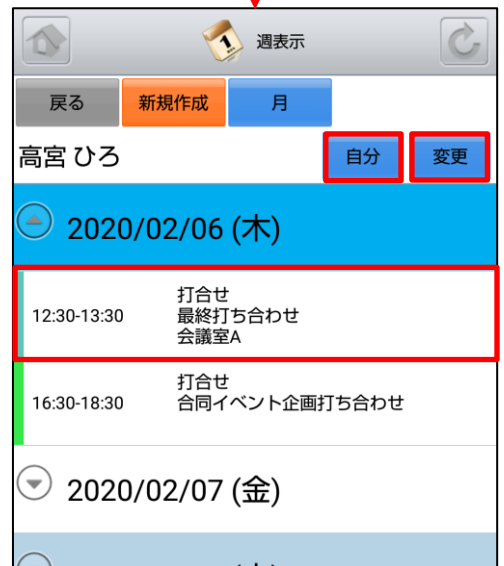 1 週表示
戻る 新規作成 月
高宮 ひろ 自分 変更
2020/02/06 (木)
打合せ
12:30-13:30 最終打ち合わせ
会議室A
打合せ
16:30-18:30 合同イベント企画打ち合わせ
2020/02/07 (金)